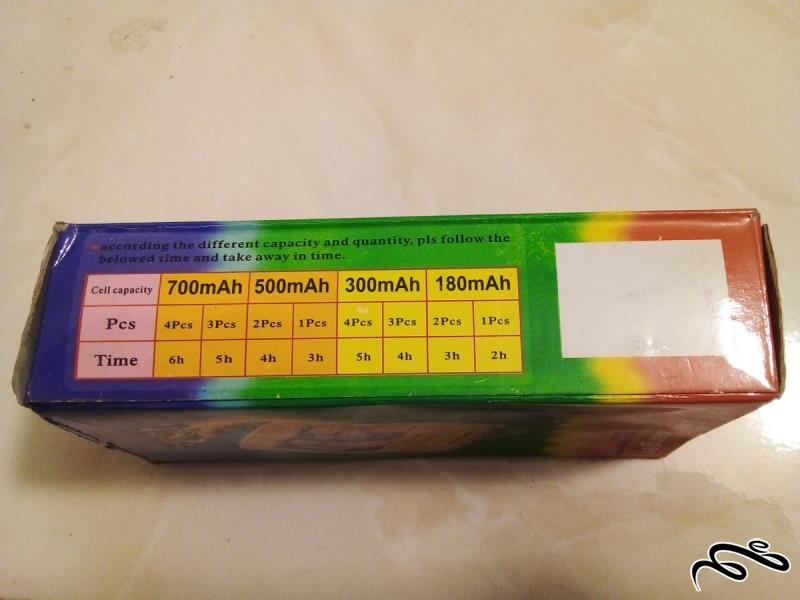 according the different capacity and quantity, pls follow the
belowed time and take away in time.
Cell capacity 700mAh 500mAh 300mAh 180mAh
Pcs 4Pcs 3Pcs 2Pcs 1Pcs 4Pcs 3Pcs 2Pcs 1Pcs
Time 6h 5h 4h 3h 5h 4h 3h 2h